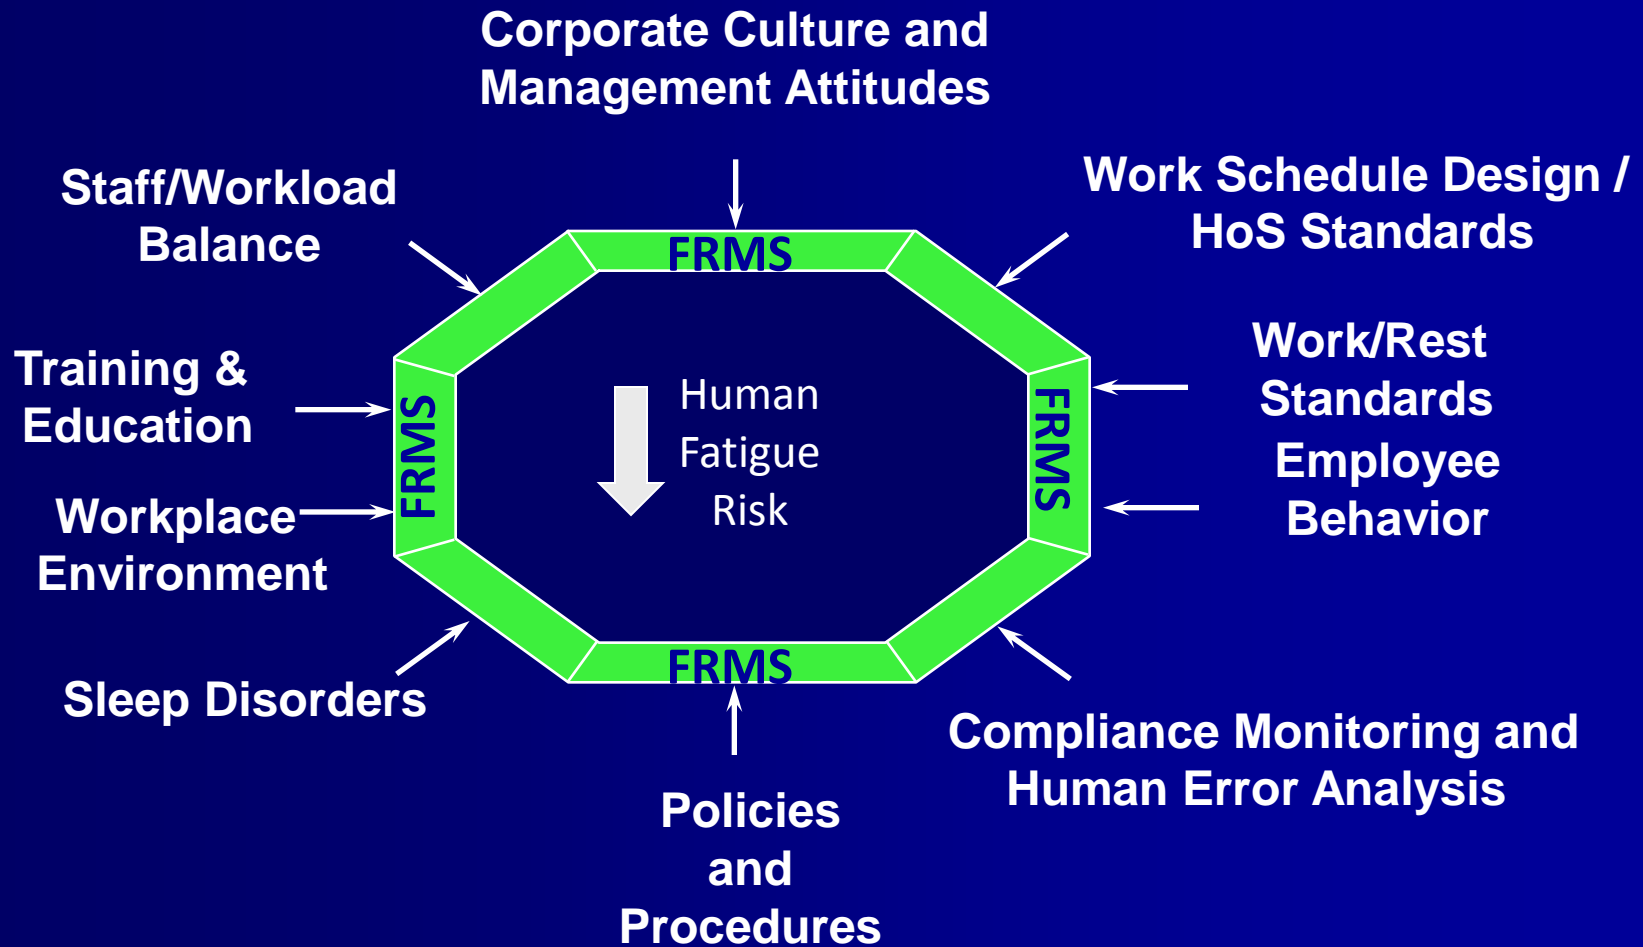 Corporate Culture and
Management Attitudes
Staff/Workload
Balance
Work Schedule Design /
HoS Standards
FRMS
Training &
Education
Work/Rest
Standards
FRMS
Human
Fatigue
Risk
FRMS
Workplace
Environment
Employee
Behavior
Sleep Disorders
FRMS
Compliance Monitoring and
Human Error Analysis
Policies
and
Procedures